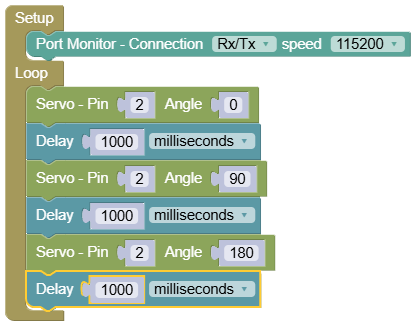 Setup
Port Monitor - Connection Rx/Tx speed 115200
Loop
Servo - Pin 2 Angle 0
Delay 1000 milliseconds
Servo - Pin 2 Angle 90
Delay 1000 milliseconds
Servo - Pin 2 Angle 180
Delay 1000 milliseconds